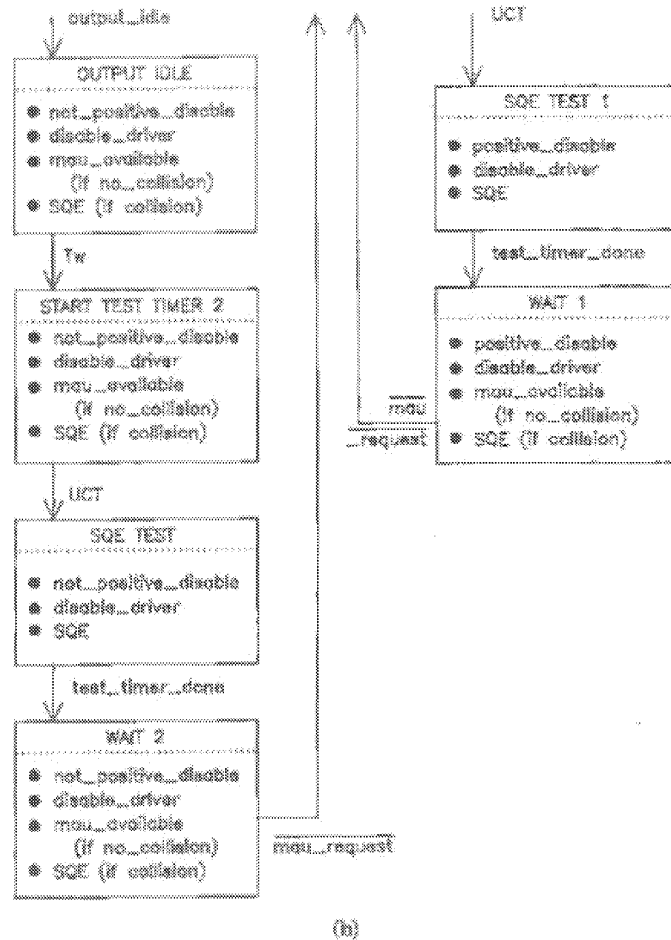 output_idle
OUTPUT IDLE
● not_positive_disable
● disable_driver
● mau_available
(if no_collision)
● SQE (if collision)
Tw
START TEST TIMER 2
● not_positive_disable
● disable_driver
● mau_available
(if no_collision)
● SQE (if collision)
UCT
SQE TEST
● not_positive_disable
● disable_driver
● SQE
test_timer_done
WAIT 2
● not_positive_disable
● disable_driver
● mau_available
(if no_collision)
● SQE (if collision)
mau_request
UCT
SQE TEST 1
● positive_disable
● disable_driver
● SQE
test_timer_done
WAIT 1
● positive_disable
● disable_driver
● mau_available
(if no_collision)
● SQE (if collision)
mau
_request
(b)